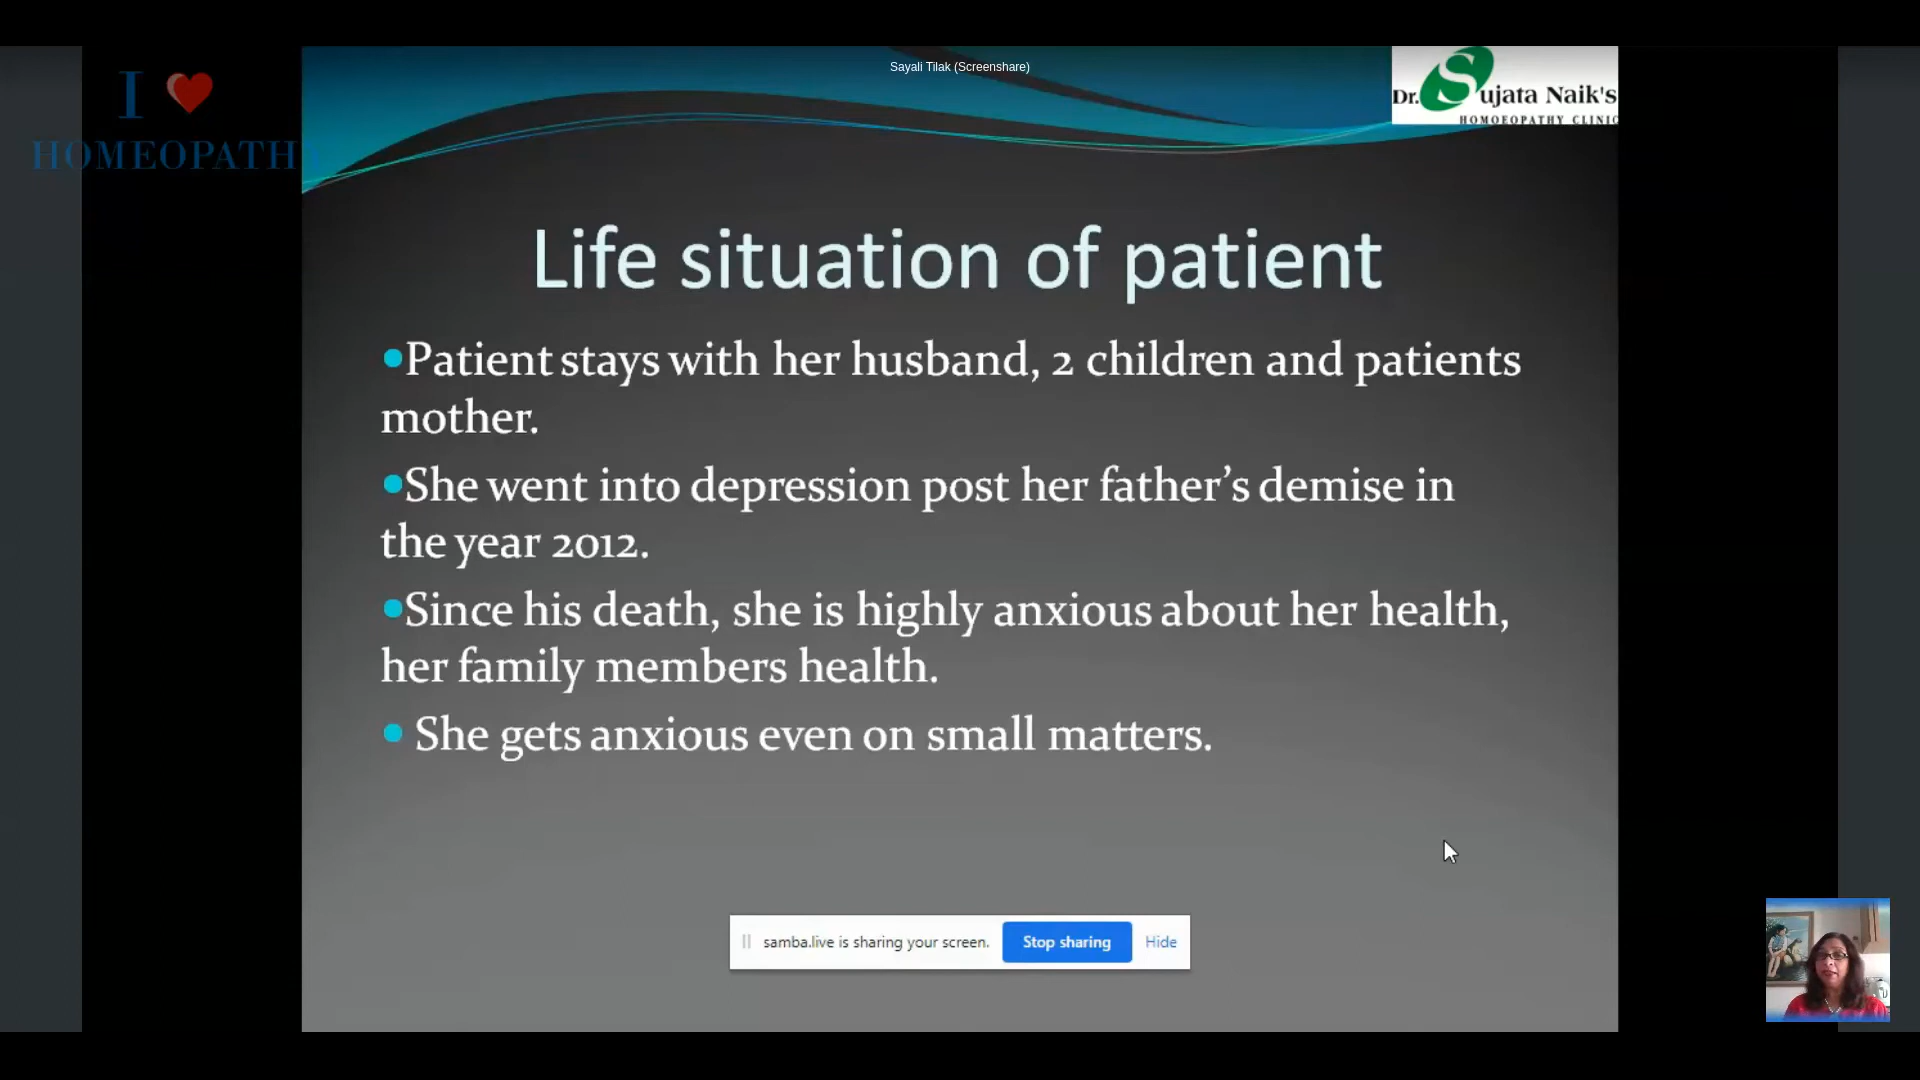 Sayali Tilak (Screenshare)
I
HOMEOPATH
Dr. Sujata Naik's
HOMOEOPATHY CLINIC
Life situation of patient
•Patient stays with her husband, 2 children and patients
mother.
•She went into depression post her father’s demise in
the year 2012.
•Since his death, she is highly anxious about her health,
her family members health.
• She gets anxious even on small matters.
samba.live is sharing your screen. Stop sharing Hide